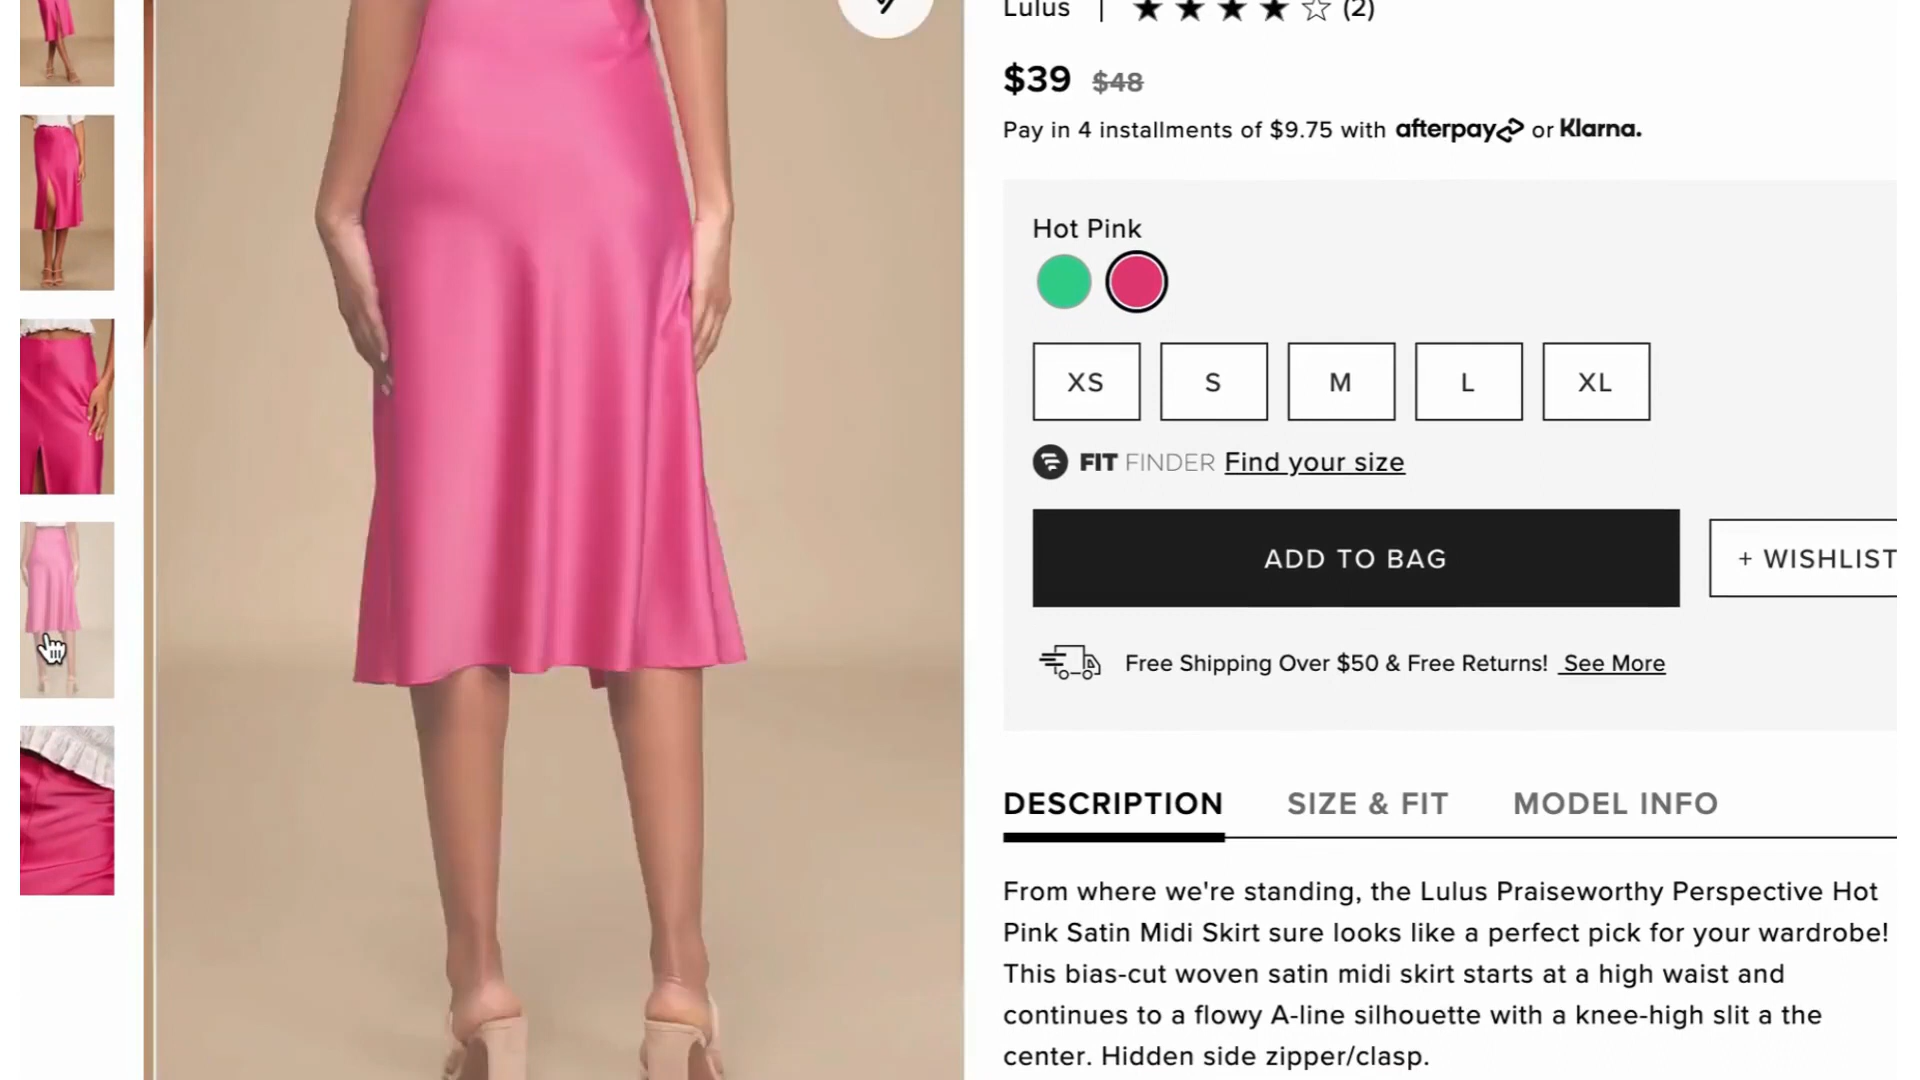 Lulus | ★★★★☆ (2)
$39 $48
Pay in 4 installments of $9.75 with afterpay or Klarna.
Hot Pink
XS S M L XL
FIT FINDER Find your size
ADD TO BAG
+ WISHLIST
Free Shipping Over $50 & Free Returns! See More
DESCRIPTION SIZE & FIT MODEL INFO
From where we're standing, the Lulus Praiseworthy Perspective Hot
Pink Satin Midi Skirt sure looks like a perfect pick for your wardrobe!
This bias-cut woven satin midi skirt starts at a high waist and
continues to a flowy A-line silhouette with a knee-high slit a the
center. Hidden side zipper/clasp.